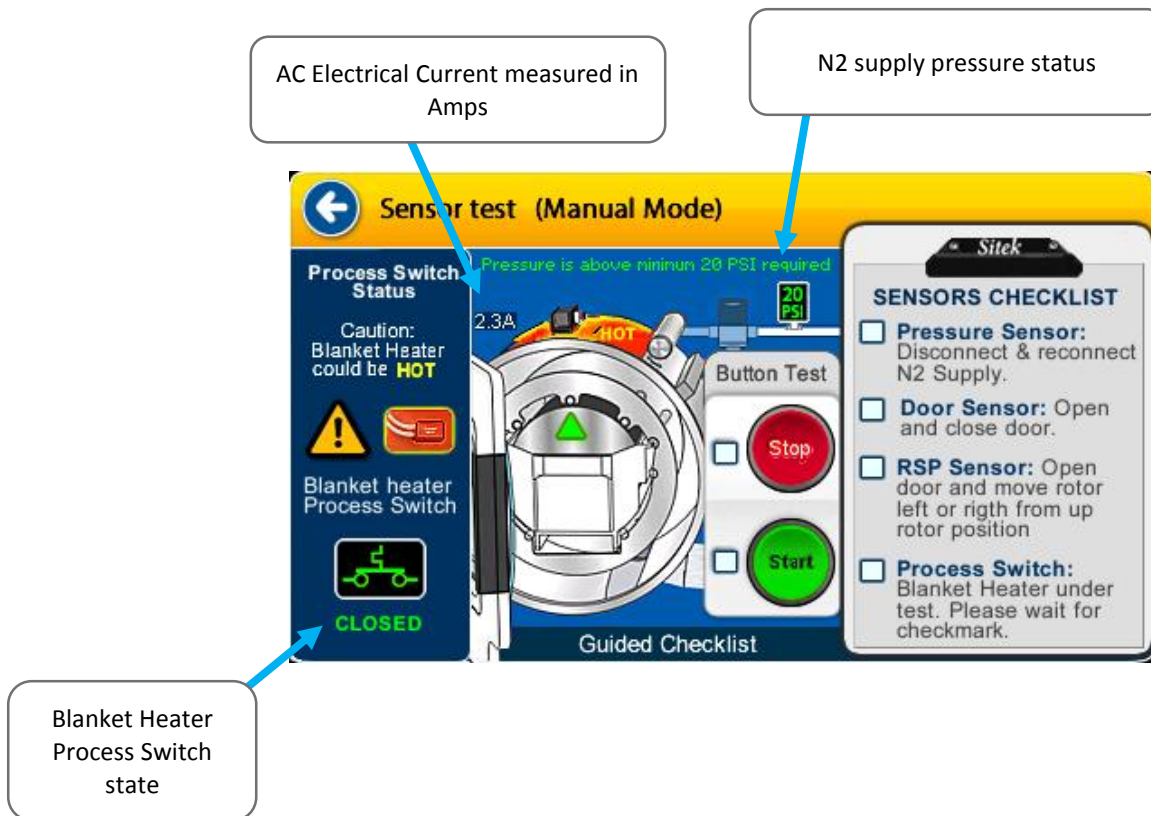 AC Electrical Current measured in
Amps
N2 supply pressure status
Sensor test (Manual Mode)
Process Switch
Status
Caution:
Blanket Heater
could be HOT
Blanket heater
Process Switch
CLOSED
Pressure is above mininun 20 PSI required
2.3A
HOT
20
PSI
Button Test
Stop
Start
Guided Checklist
Sitek
SENSORS CHECKLIST
Pressure Sensor:
Disconnect & reconnect
N2 Supply.
Door Sensor: Open
and close door.
RSP Sensor: Open
door and move rotor
left or rigth from up
rotor position
Process Switch:
Blanket Heater under
test. Please wait for
checkmark.
Blanket Heater
Process Switch
state